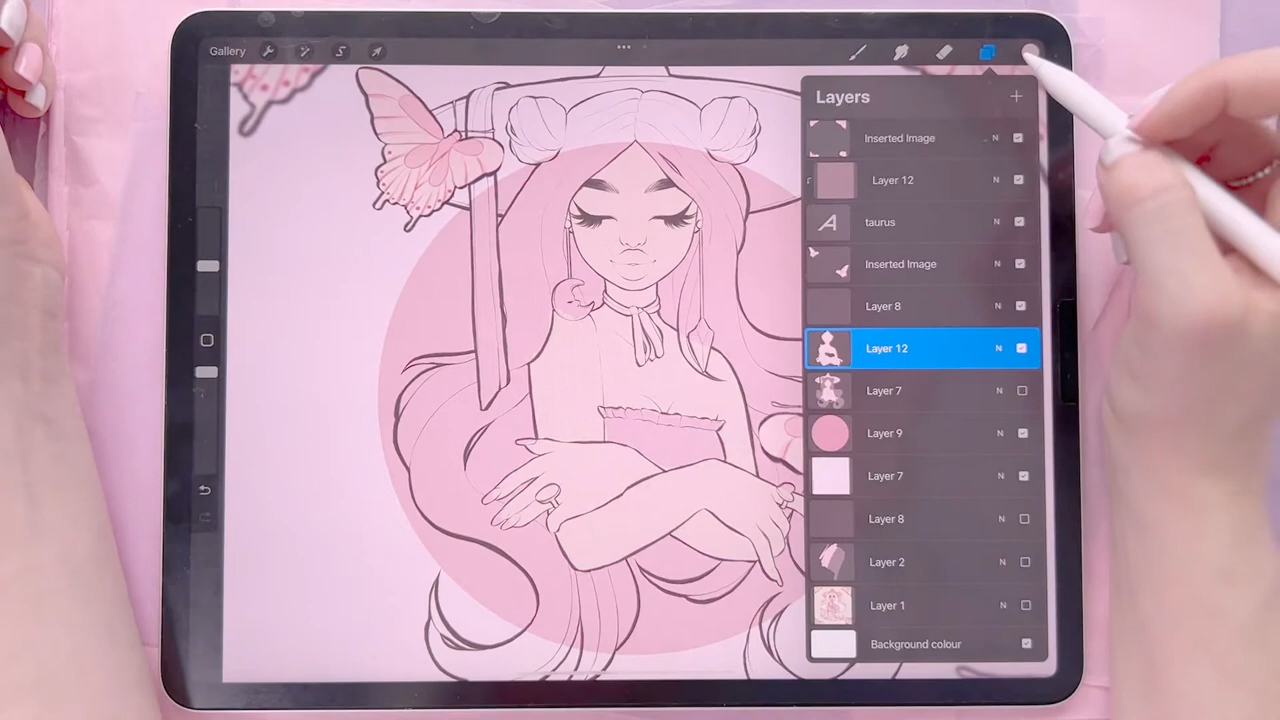 Gallery
Layers
Inserted Image N
Layer 12 N
taurus N
Inserted Image N
Layer 8 N
Layer 12 N
Layer 7 N
Layer 9 N
Layer 7 N
Layer 8 N
Layer 2 N
Layer 1 N
Background colour